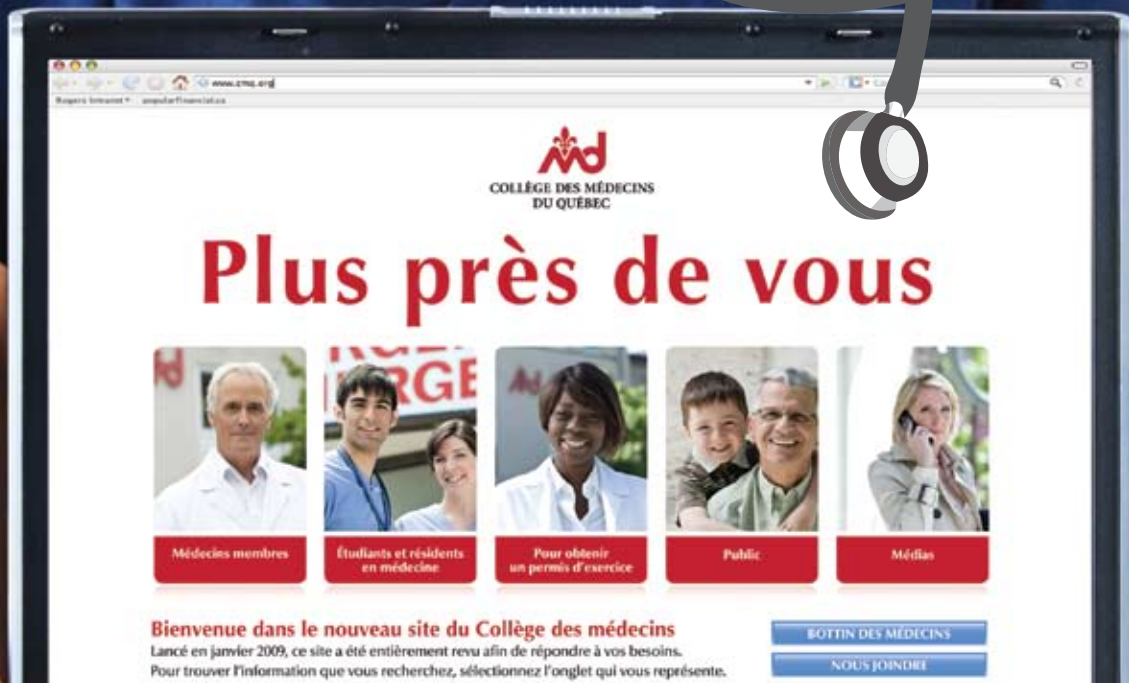 www.cmq.org
Rogers Intranet
COLLÈGE DES MÉDECINS
DU QUÉBEC
Plus près de vous
URGE
Médecins membres
Étudiants et résidents
en médecine
Pour obtenir
un permis d'exercice
Public
Médias
Bienvenue dans le nouveau site du Collège des médecins
Lancé en janvier 2009, ce site a été entièrement revu afin de répondre à vos besoins.
Pour trouver l'information que vous recherchez, sélectionnez l'onglet qui vous représente.
BOTTIN DES MÉDECINS
NOUS JOINDRE